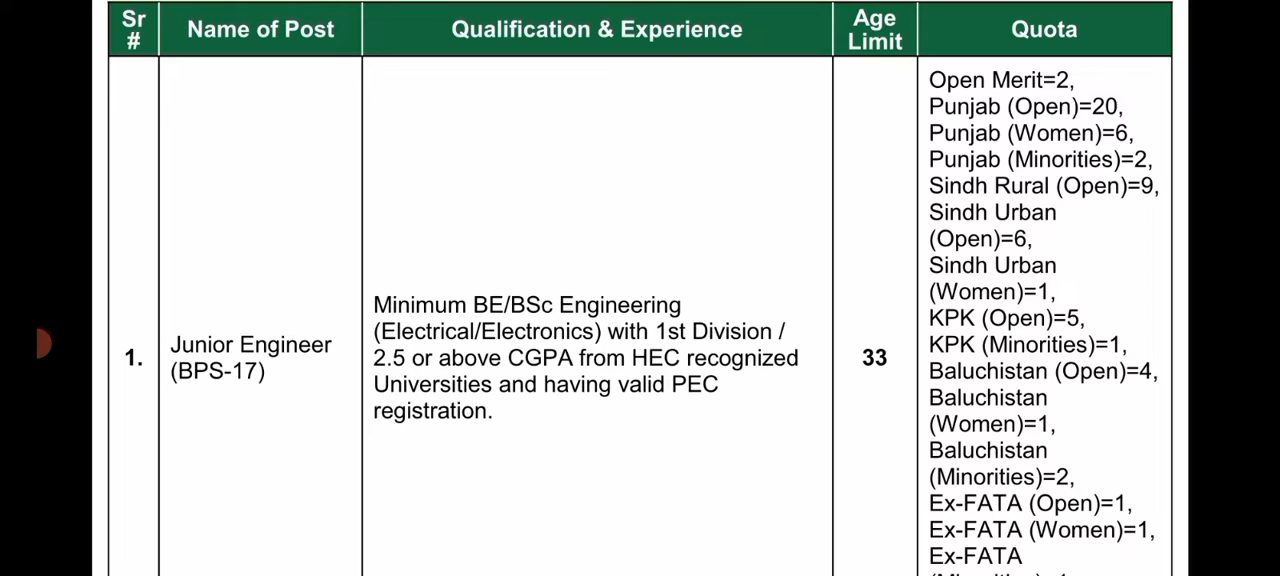 Sr # Name of Post Qualification & Experience Age Limit Quota
1.
Junior Engineer
(BPS-17)
Minimum BE/BSc Engineering
(Electrical/Electronics) with 1st Division /
2.5 or above CGPA from HEC recognized
Universities and having valid PEC
registration.
33
Open Merit=2,
Punjab (Open)=20,
Punjab (Women)=6,
Punjab (Minorities)=2,
Sindh Rural (Open)=9,
Sindh Urban
(Open)=6,
Sindh Urban
(Women)=1,
KPK (Open)=5,
KPK (Minorities)=1,
Baluchistan (Open)=4,
Baluchistan
(Women)=1,
Baluchistan
(Minorities)=2,
Ex-FATA (Open)=1,
Ex-FATA (Women)=1,
Ex-FATA